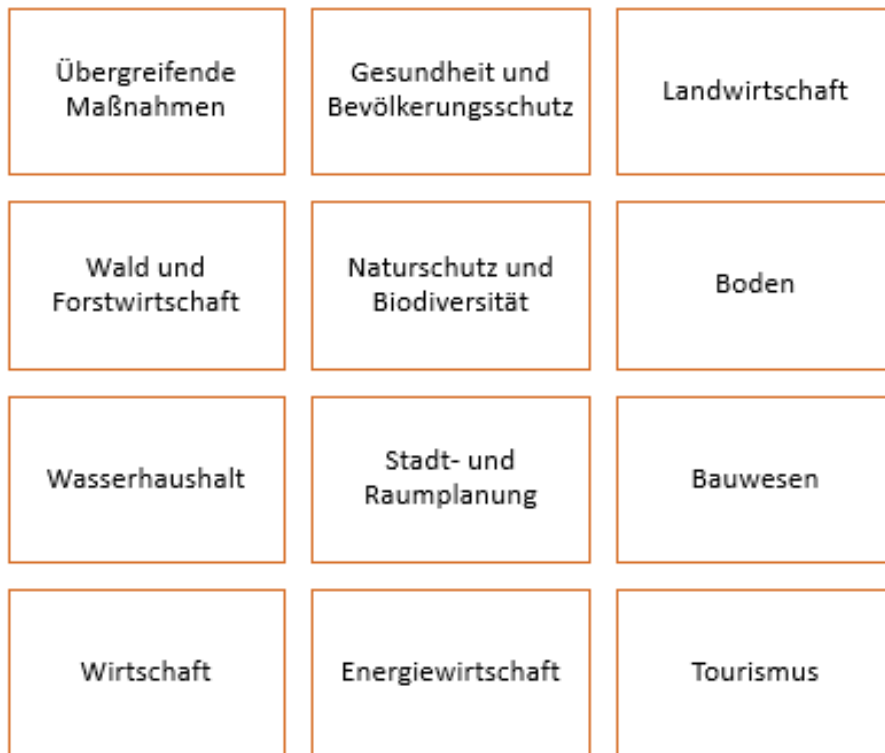 Übergreifende
Maßnahmen
Gesundheit und
Bevölkerungsschutz
Landwirtschaft
Wald und
Forstwirtschaft
Naturschutz und
Biodiversität
Boden
Wasserhaushalt
Stadt- und
Raumplanung
Bauwesen
Wirtschaft
Energiewirtschaft
Tourismus